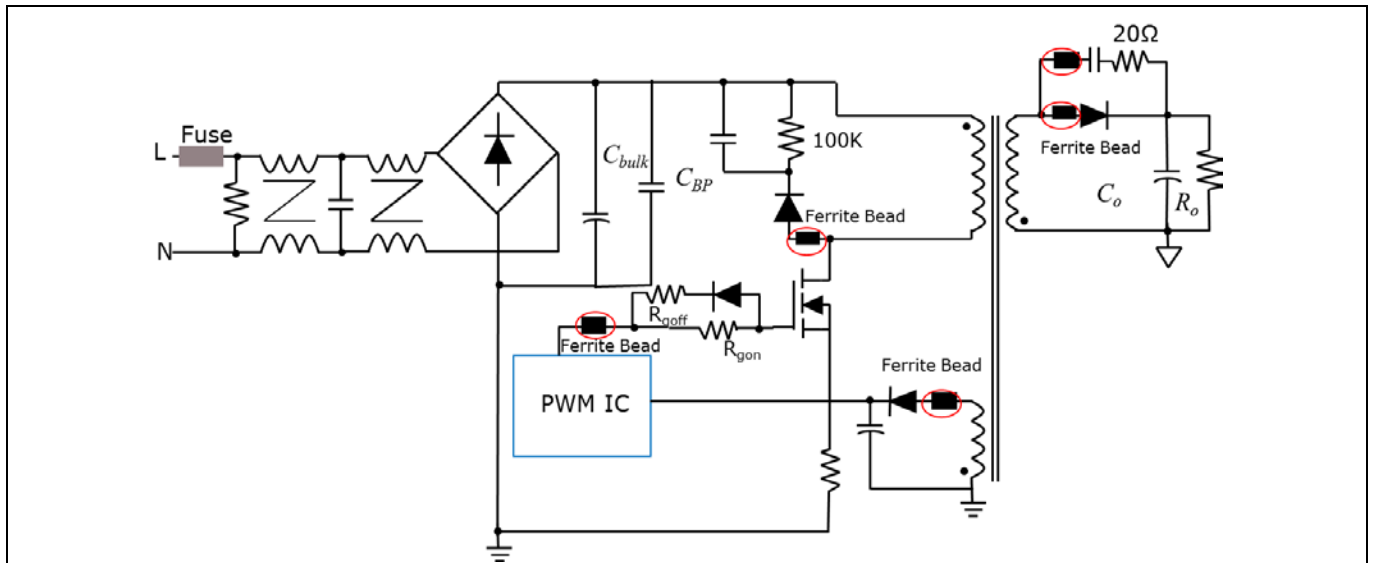 20Ω
Fuse
L
100K
C_bulk
C_BP
Ferrite Bead
C_o
R_o
Ferrite Bead
N
R_goff
R_gon
Ferrite Bead
Ferrite Bead
PWM IC